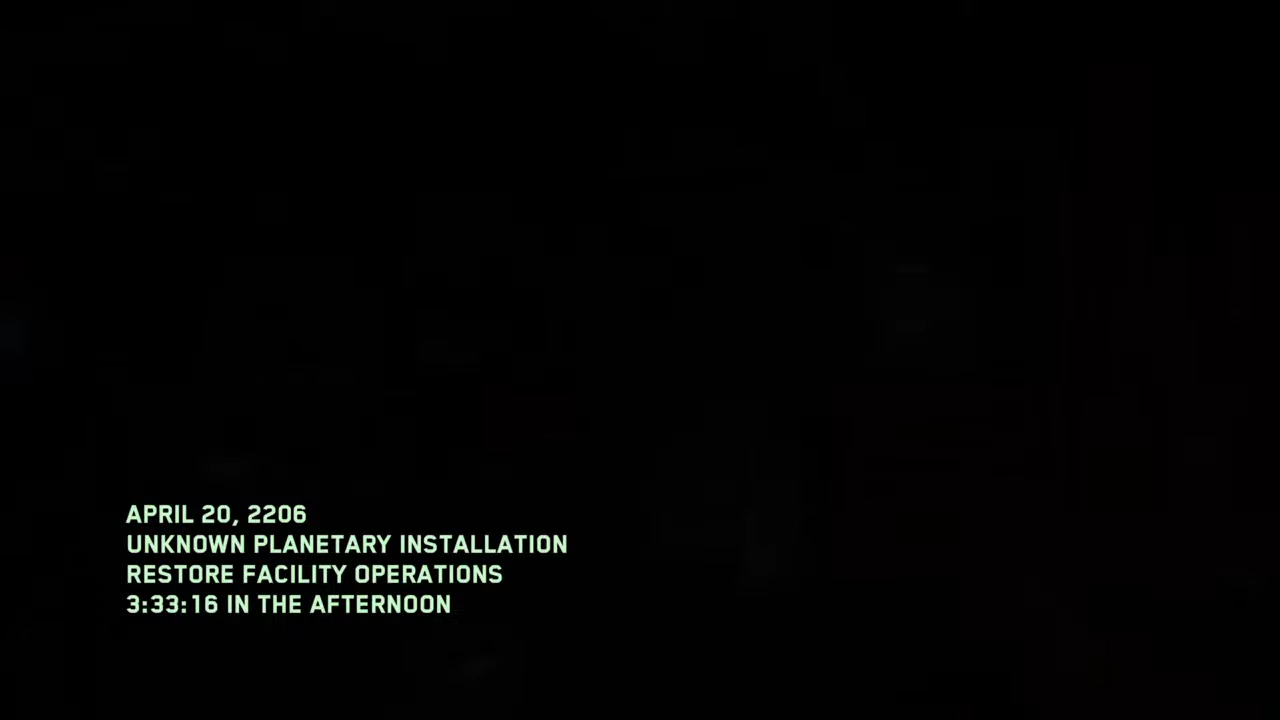 APRIL 20, 2206
UNKNOWN PLANETARY INSTALLATION
RESTORE FACILITY OPERATIONS
3:33:16 IN THE AFTERNOON